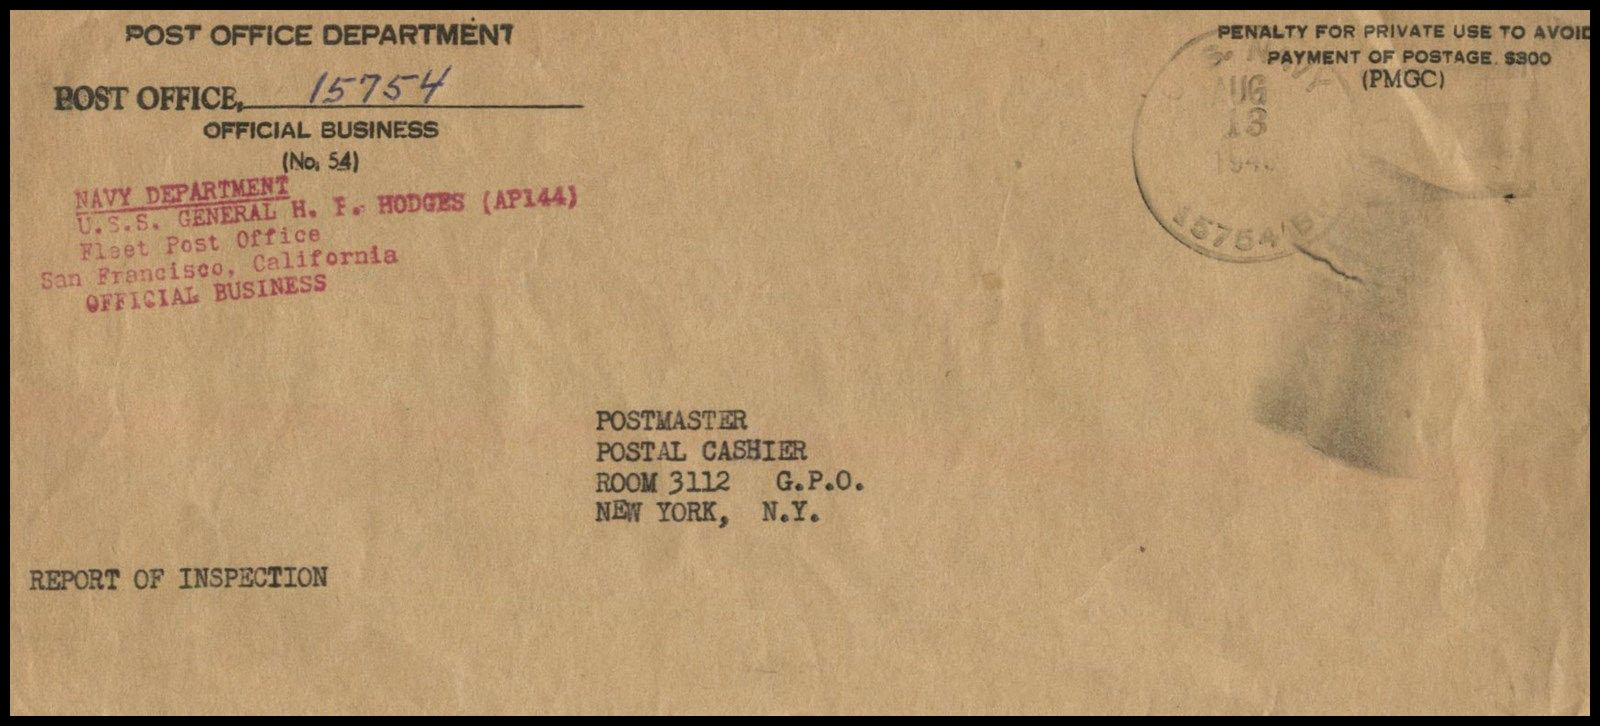 POST OFFICE DEPARTMENT
POST OFFICE, 15754
OFFICIAL BUSINESS
(No. 54)
NAVY DEPARTMENT
U.S.S. GENERAL H. F. HODGES (AP144)
Fleet Post Office
San Francisco, California
OFFICIAL BUSINESS
PENALTY FOR PRIVATE USE TO AVOID
PAYMENT OF POSTAGE, $300
(PMGC)
NAVY
AUG
13
15754
POSTMASTER
POSTAL CASHIER
ROOM 3112 G.P.O.
NEW YORK, N.Y.
REPORT OF INSPECTION